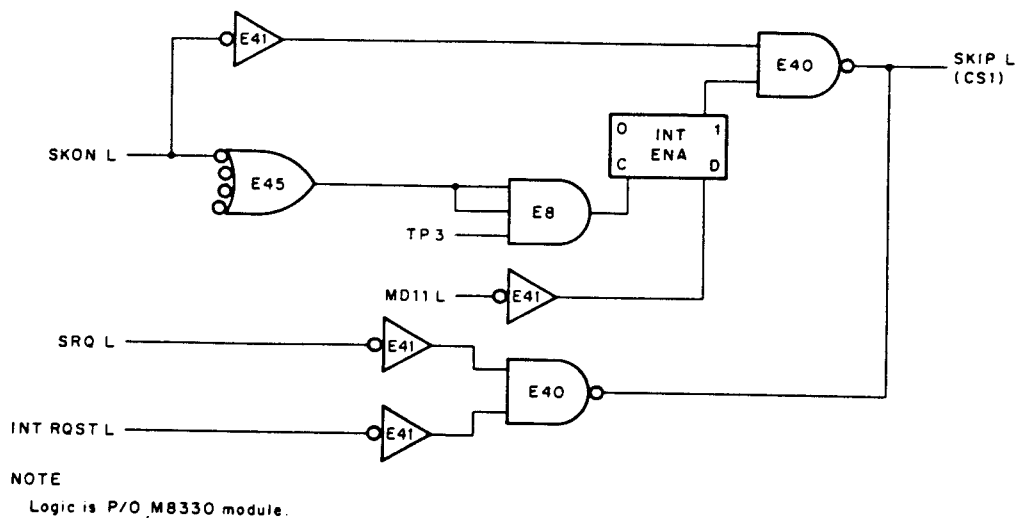 E41
E40
SKIP L
(CS1)
0 INT 1
ENA
C D
SKON L
E45
E8
TP3
MD11 L
E41
SRQ L
E41
E40
INT RQST L
E41
NOTE
Logic is P/O M8330 module.